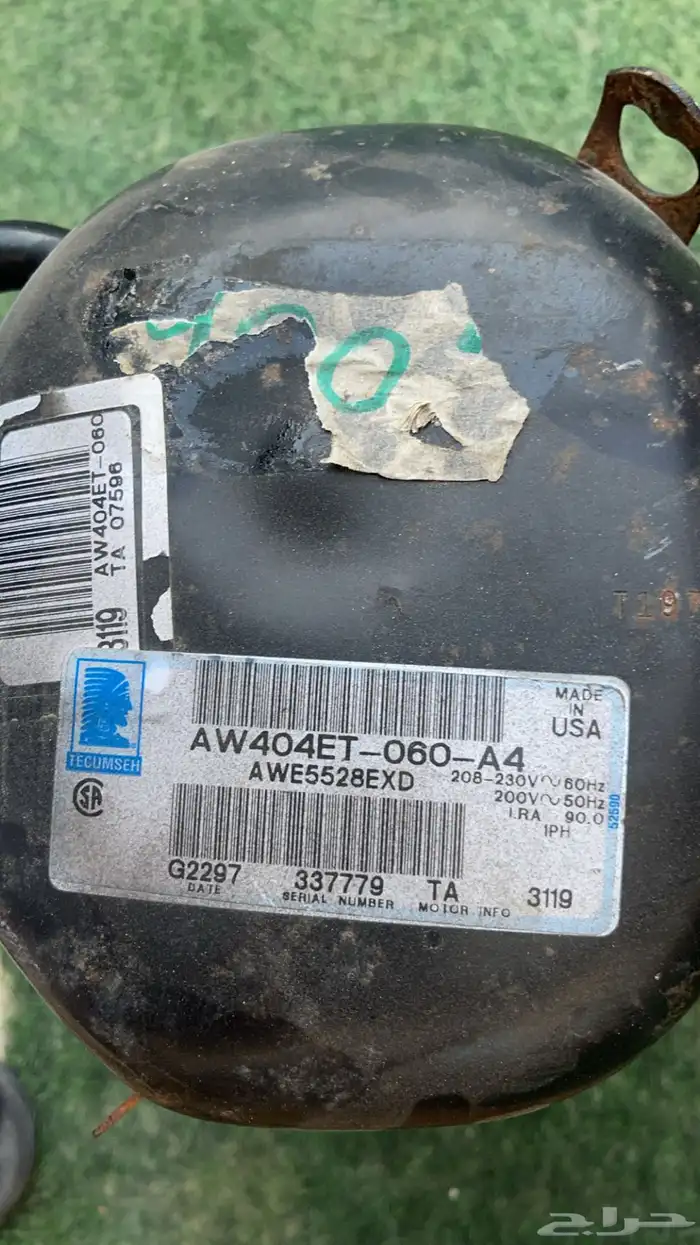 400
AW404ET-060
TA 07596
3119
TECUMSEH
AW404ET-060-A4
AWE5528EXD
208-230V~60Hz
200V~50Hz
LRA 90.0
1PH
MADE
IN
USA
52590
G2297
DATE
337779
SERIAL NUMBER
TA
MOTOR INFO
3119
حراج